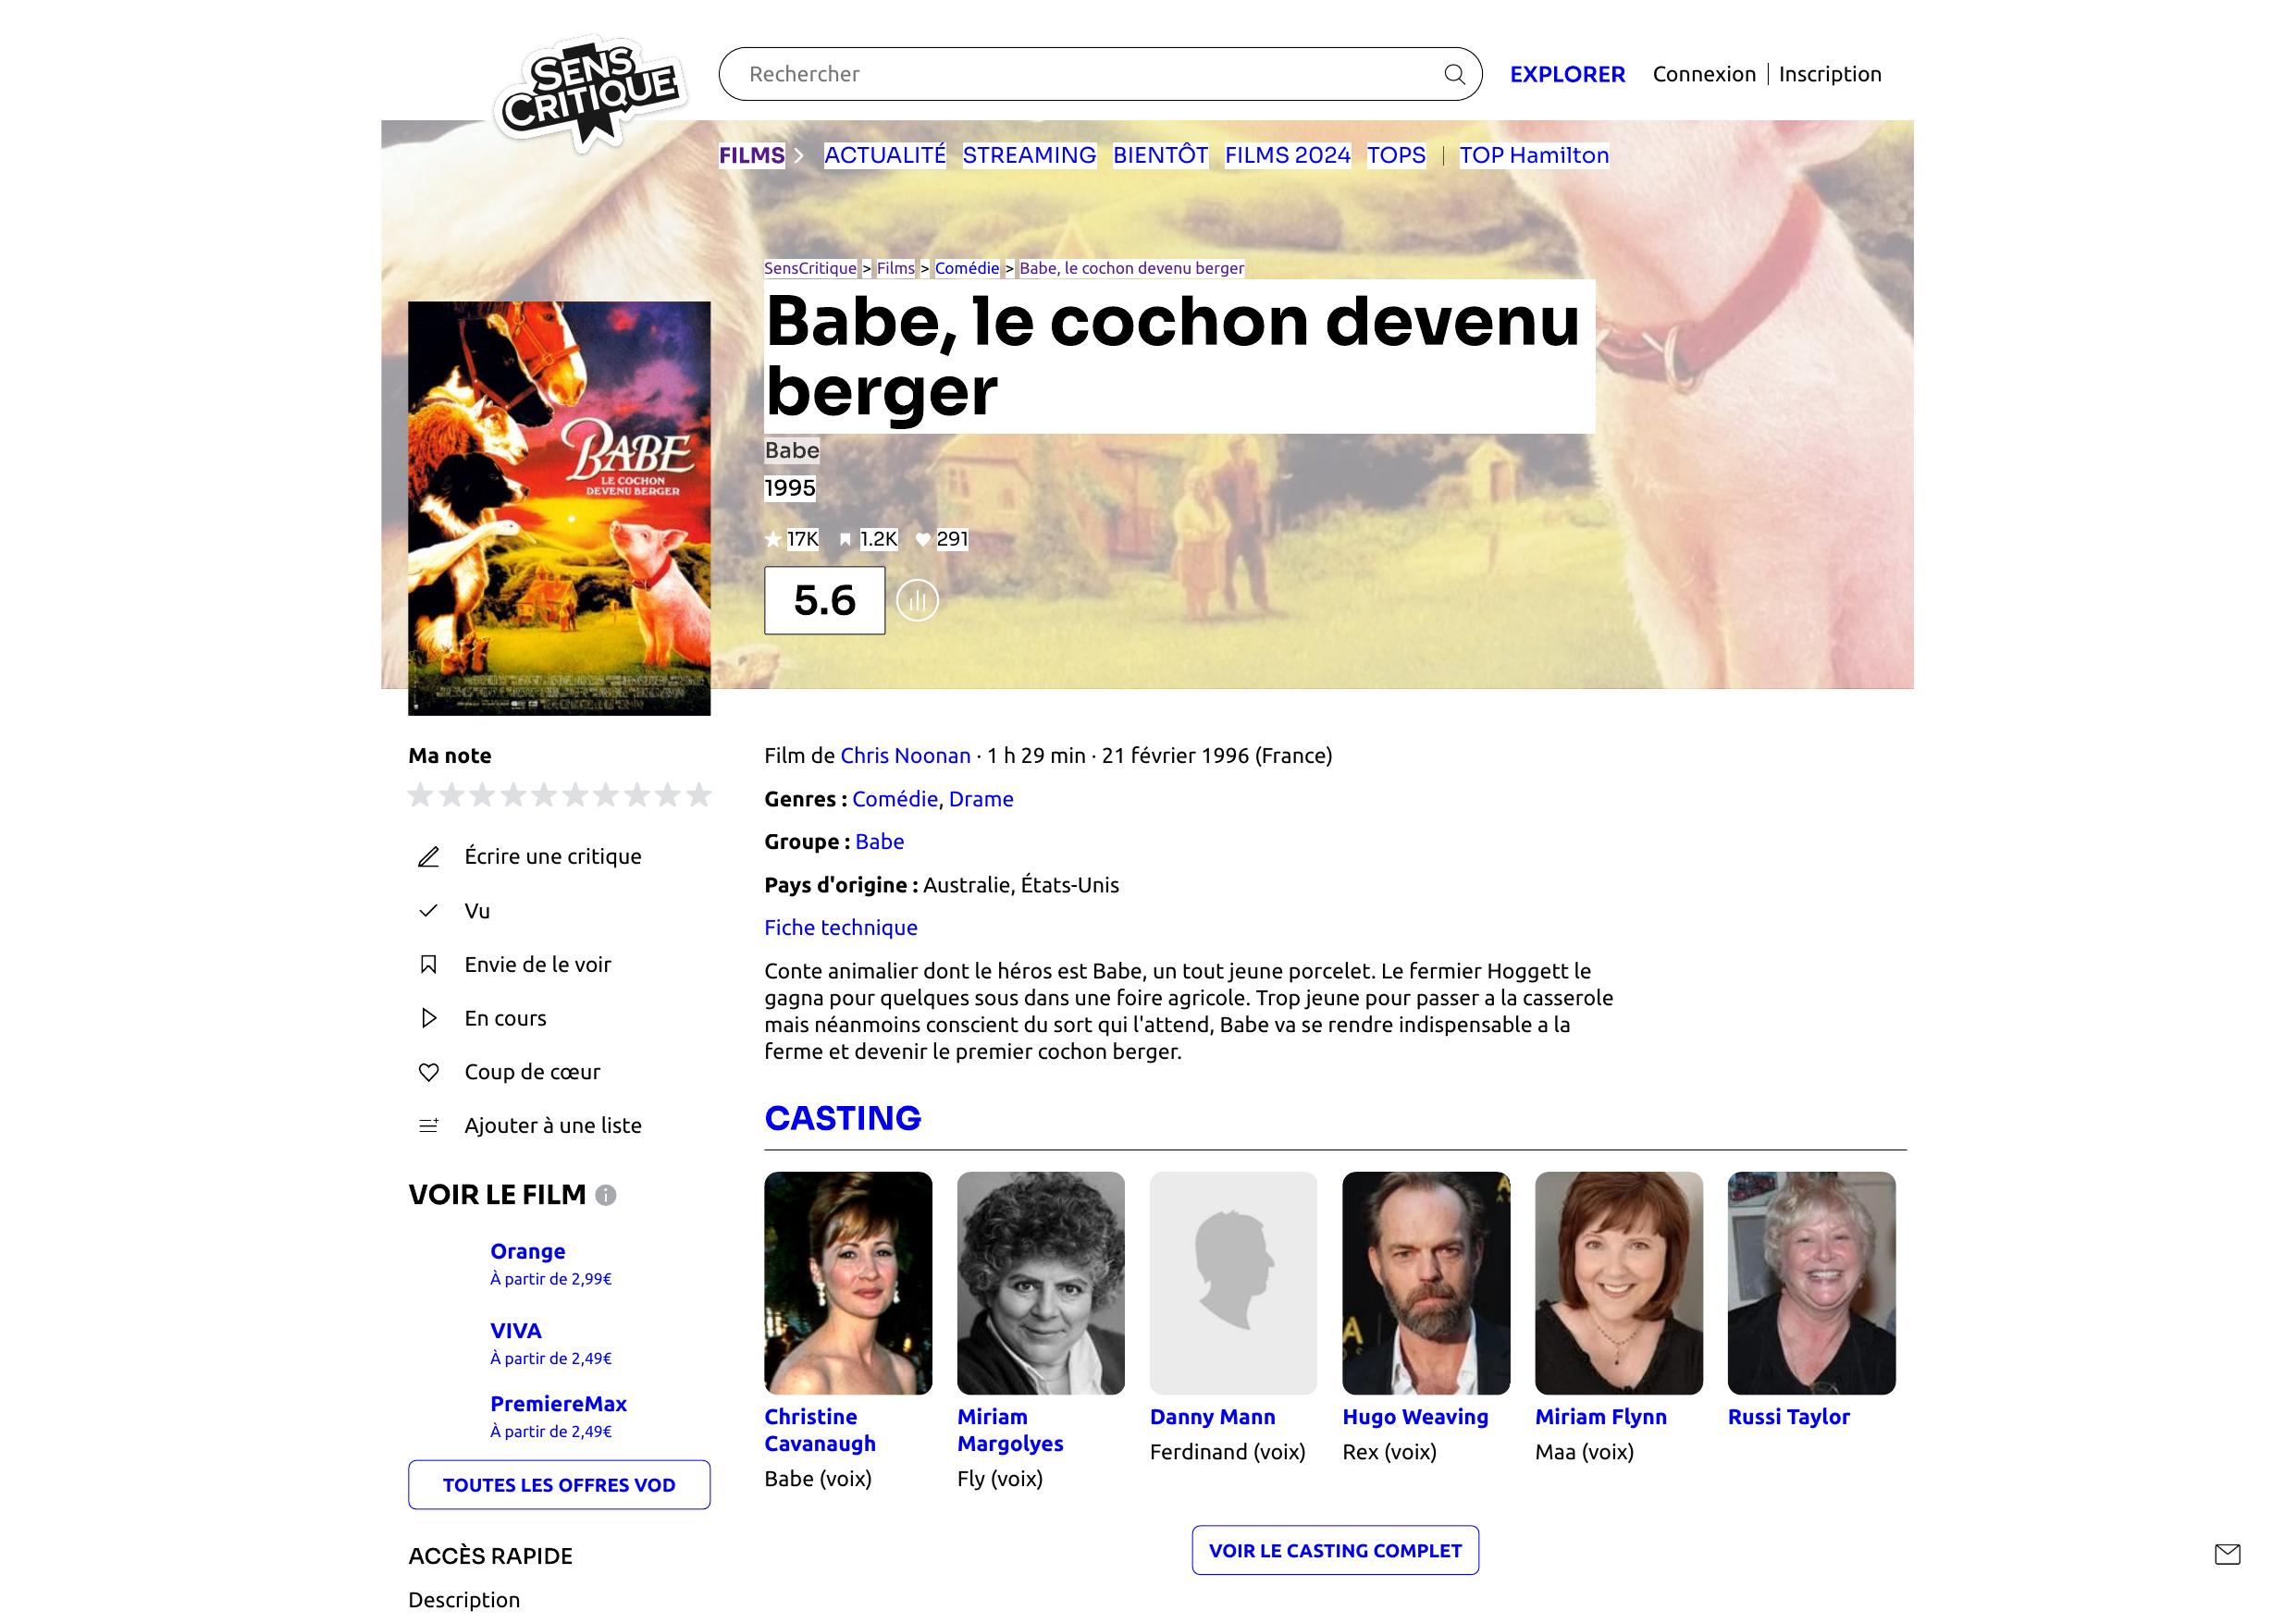 SENS
CRITIQUE
Rechercher
EXPLORER
Connexion | Inscription
FILMS
ACTUALITÉ STREAMING BIENTÔT FILMS 2024 TOPS | TOP Hamilton
SensCritique > Films > Comédie > Babe, le cochon devenu berger
Babe, le cochon devenu
berger
Babe
1995
17K 1.2K 291
5.6
BABE
LE COCHON
DEVENU BERGER
Ma note
Écrire une critique
Vu
Envie de le voir
En cours
Coup de cœur
Ajouter à une liste
VOIR LE FILM
Orange
À partir de 2,99€
VIVA
À partir de 2,49€
PremiereMax
À partir de 2,49€
TOUTES LES OFFRES VOD
ACCÈS RAPIDE
Description
Film de Chris Noonan · 1 h 29 min · 21 février 1996 (France)
Genres : Comédie, Drame
Groupe : Babe
Pays d'origine : Australie, États-Unis
Fiche technique
Conte animalier dont le héros est Babe, un tout jeune porcelet. Le fermier Hoggett le
gagna pour quelques sous dans une foire agricole. Trop jeune pour passer a la casserole
mais néanmoins conscient du sort qui l'attend, Babe va se rendre indispensable a la
ferme et devenir le premier cochon berger.
CASTING
Christine
Cavanaugh
Babe (voix)
Miriam
Margolyes
Fly (voix)
Danny Mann
Ferdinand (voix)
Hugo Weaving
Rex (voix)
Miriam Flynn
Maa (voix)
Russi Taylor
VOIR LE CASTING COMPLET